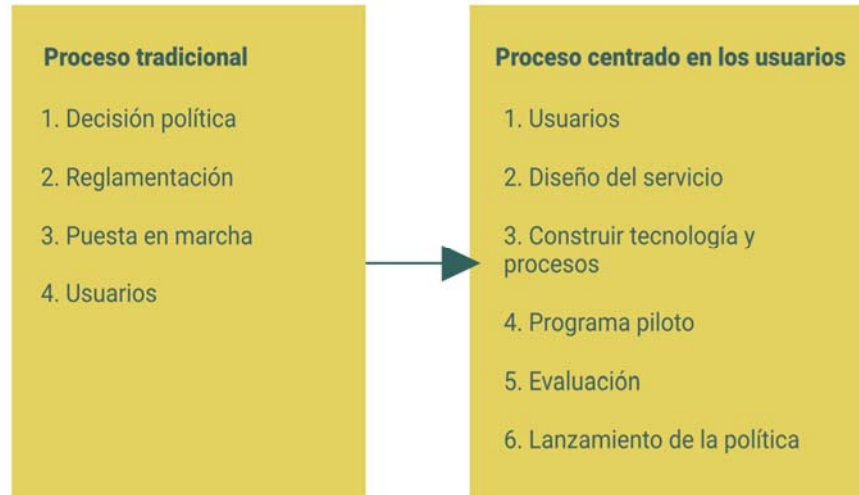 Proceso tradicional
1. Decisión política
2. Reglamentación
3. Puesta en marcha
4. Usuarios
Proceso centrado en los usuarios
1. Usuarios
2. Diseño del servicio
3. Construir tecnología y
procesos
4. Programa piloto
5. Evaluación
6. Lanzamiento de la política